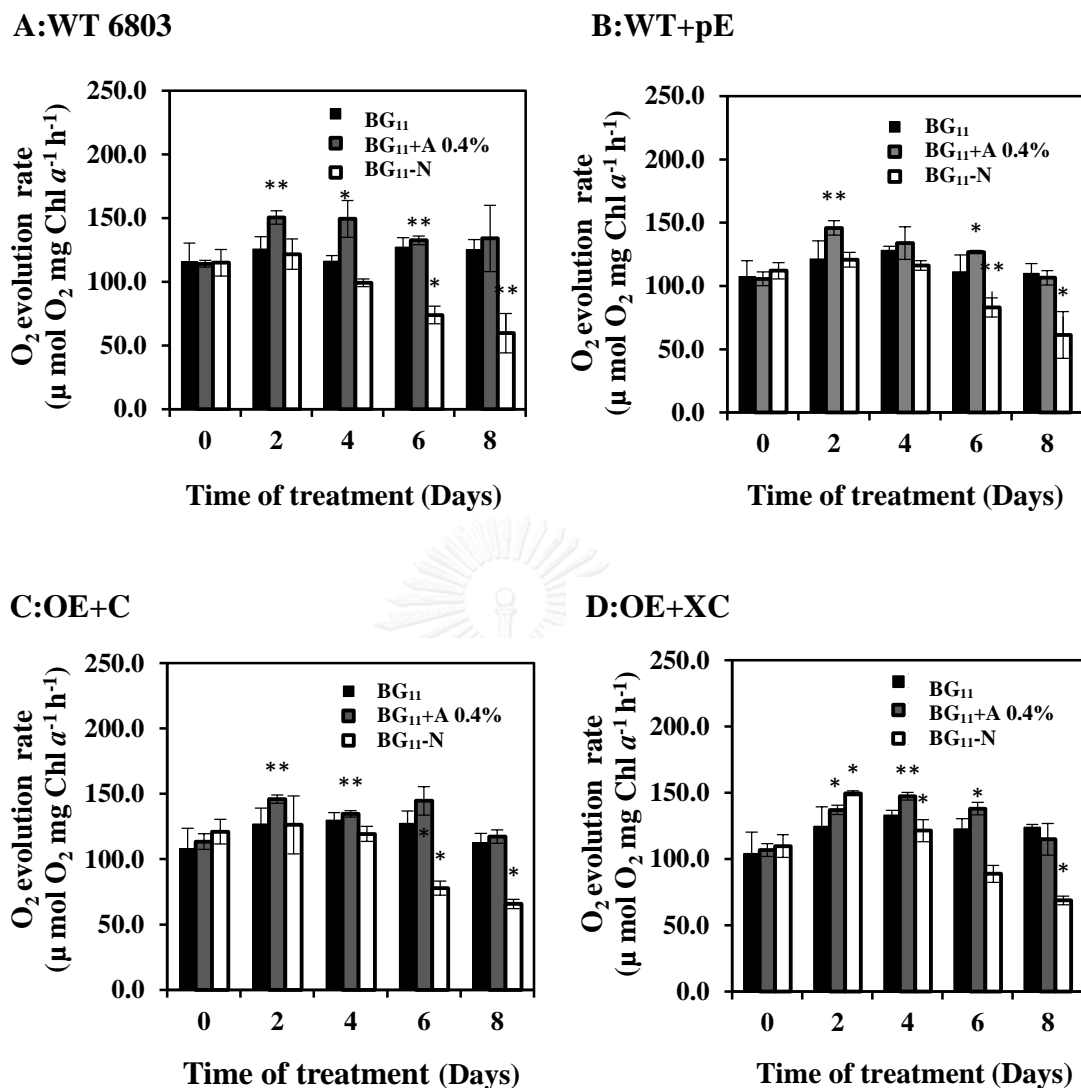 A:WT 6803
250.0
200.0
150.0
100.0
50.0
0.0
O₂ evolution rate
(µ mol O₂ mg Chl a⁻¹ h⁻¹)
BG₁₁
BG₁₁+A 0.4%
BG₁₁-N
**
*
**
*
**
0 2 4 6 8
Time of treatment (Days)
B:WT+pE
250.0
200.0
150.0
100.0
50.0
0.0
O₂ evolution rate
(µ mol O₂ mg Chl a⁻¹ h⁻¹)
BG₁₁
BG₁₁+A 0.4%
BG₁₁-N
**
*
**
*
0 2 4 6 8
Time of treatment (Days)
C:OE+C
250.0
200.0
150.0
100.0
50.0
0.0
O₂ evolution rate
(µ mol O₂ mg Chl a⁻¹ h⁻¹)
BG₁₁
BG₁₁+A 0.4%
BG₁₁-N
**
**
*
*
*
0 2 4 6 8
Time of treatment (Days)
D:OE+XC
250.0
200.0
150.0
100.0
50.0
0.0
O₂ evolution rate
(µ mol O₂ mg Chl a⁻¹ h⁻¹)
BG₁₁
BG₁₁+A 0.4%
BG₁₁-N
*
*
**
*
*
*
0 2 4 6 8
Time of treatment (Days)